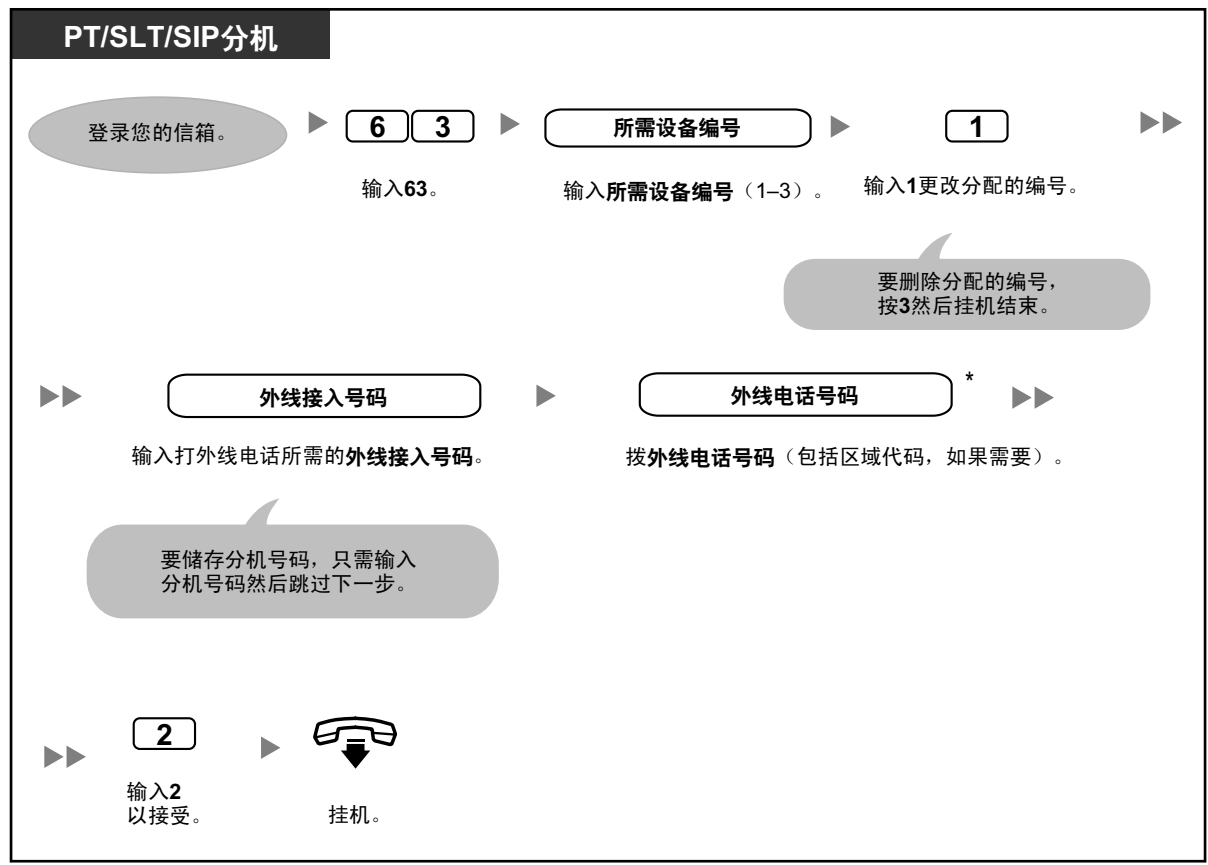 PT/SLT/SIP分机
登录您的信箱。
6 3
所需设备编号
1
输入63。
输入所需设备编号（1–3）。
输入1更改分配的编号。
要删除分配的编号，
按3然后挂机结束。
外线接入号码
外线电话号码
*
输入打外线电话所需的外线接入号码。
拨外线电话号码（包括区域代码，如果需要）。
要储存分机号码，只需输入
分机号码然后跳过下一步。
2
输入2
以接受。
挂机。